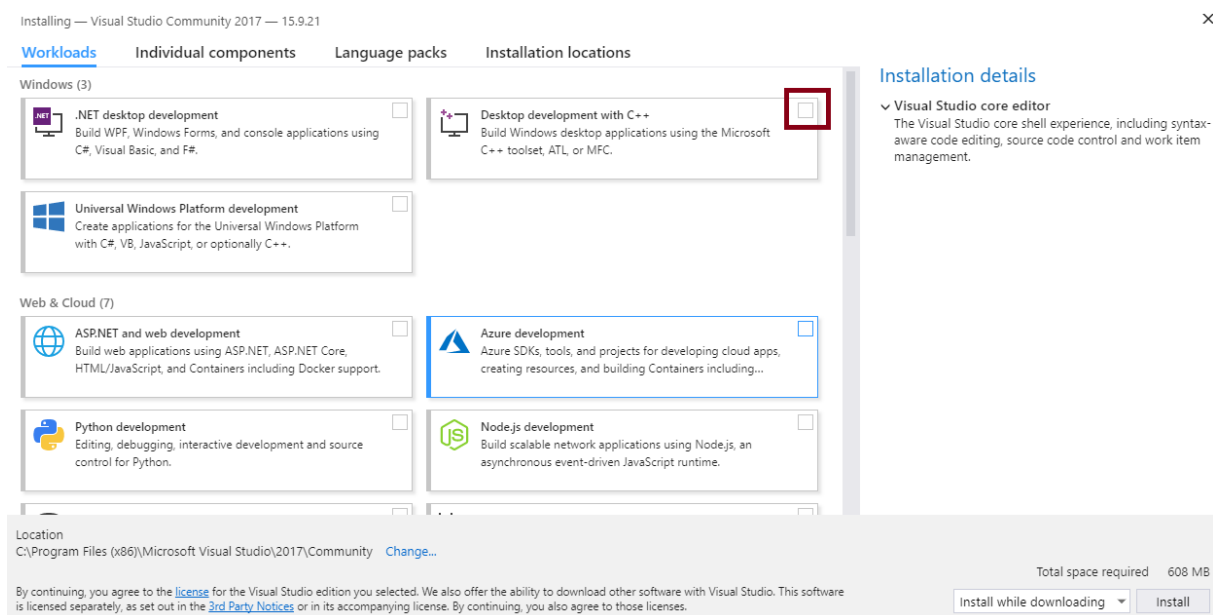 Installing — Visual Studio Community 2017 — 15.9.21
Workloads
Individual components
Language packs
Installation locations
Windows (3)
.NET
.NET desktop development
Build WPF, Windows Forms, and console applications using
C#, Visual Basic, and F#.
Desktop development with C++
Build Windows desktop applications using the Microsoft
C++ toolset, ATL, or MFC.
Universal Windows Platform development
Create applications for the Universal Windows Platform
with C#, VB, JavaScript, or optionally C++.
Web & Cloud (7)
ASP.NET and web development
Build web applications using ASP.NET, ASP.NET Core,
HTML/JavaScript, and Containers including Docker support.
Azure development
Azure SDKs, tools, and projects for developing cloud apps,
creating resources, and building Containers including...
Python development
Editing, debugging, interactive development and source
control for Python.
JS
Node.js development
Build scalable network applications using Node.js, an
asynchronous event-driven JavaScript runtime.
Installation details
Visual Studio core editor
The Visual Studio core shell experience, including syntax-
aware code editing, source code control and work item
management.
Location
C:\Program Files (x86)\Microsoft Visual Studio\2017\Community Change...
Total space required 608 MB
By continuing, you agree to the license for the Visual Studio edition you selected. We also offer the ability to download other software with Visual Studio. This software
is licensed separately, as set out in the 3rd Party Notices or in its accompanying license. By continuing, you also agree to those licenses.
Install while downloading
Install